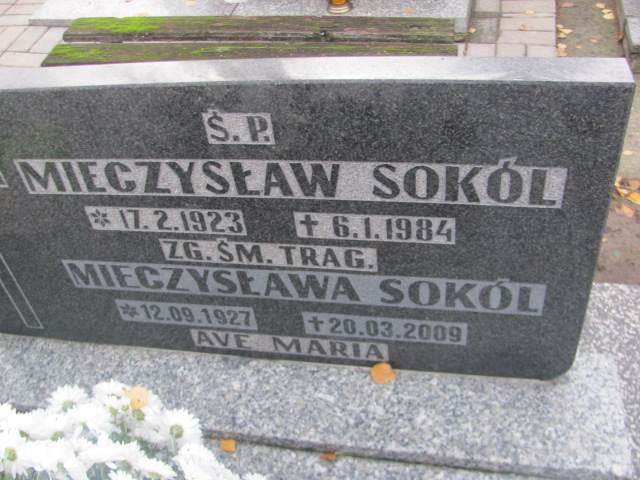 Ś.P.
MIECZYSŁAW SOKÓL
* 17.2.1923 † 6.1.1984
ZG. ŚM. TRAG.
MIECZYSŁAWA SOKÓL
* 12.09.1927 † 20.03.2009
AVE MARIA